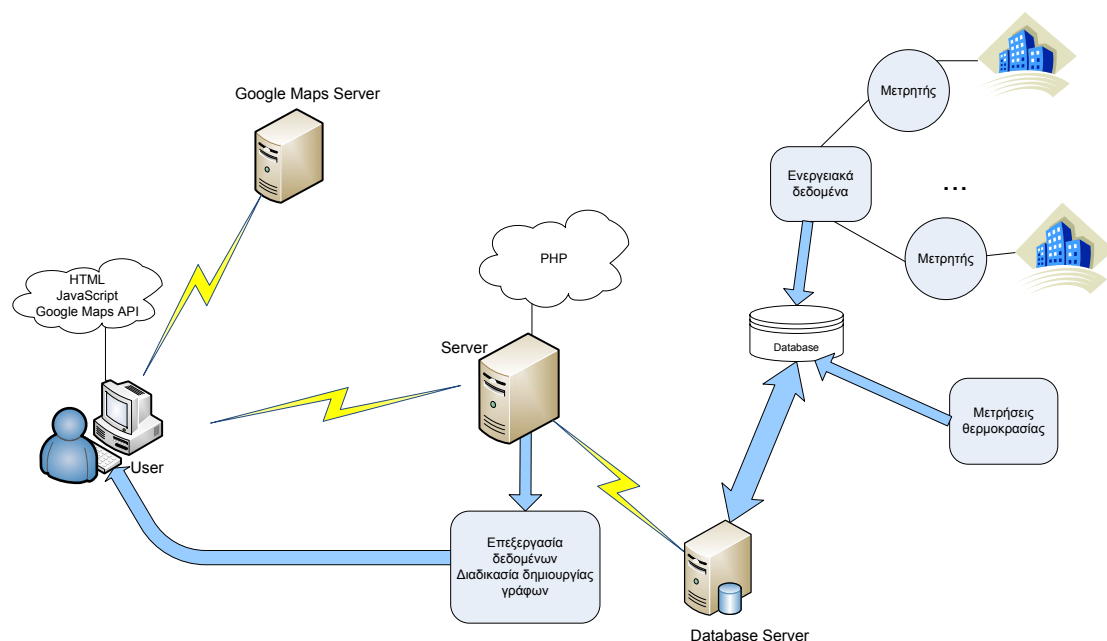 Google Maps Server
Μετρητής
Ενεργειακά
δεδομένα
...
Μετρητής
PHP
HTML
JavaScript
Google Maps API
Server
Database
Μετρήσεις
θερμοκρασίας
User
Επεξεργασία
δεδομένων
Διαδικασία δημιουργίας
γράφων
Database Server